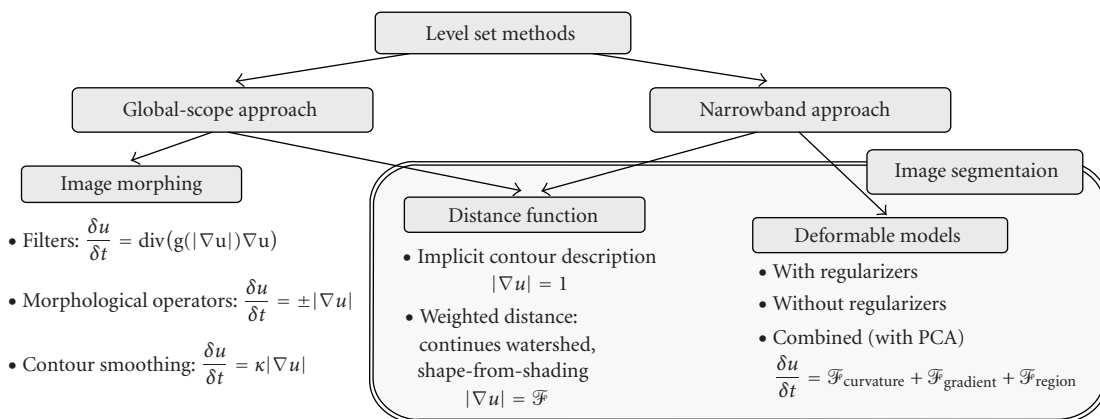 Level set methods
Global-scope approach
Narrowband approach
Image morphing
• Filters: δu/δt = div(g(|∇u|)∇u)
• Morphological operators: δu/δt = ±|∇u|
• Contour smoothing: δu/δt = κ|∇u|
Image segmentaion
Distance function
• Implicit contour description
|∇u| = 1
• Weighted distance:
continues watershed,
shape-from-shading
|∇u| = ℱ
Deformable models
• With regularizers
• Without regularizers
• Combined (with PCA)
δu/δt = ℱcurvature + ℱgradient + ℱregion